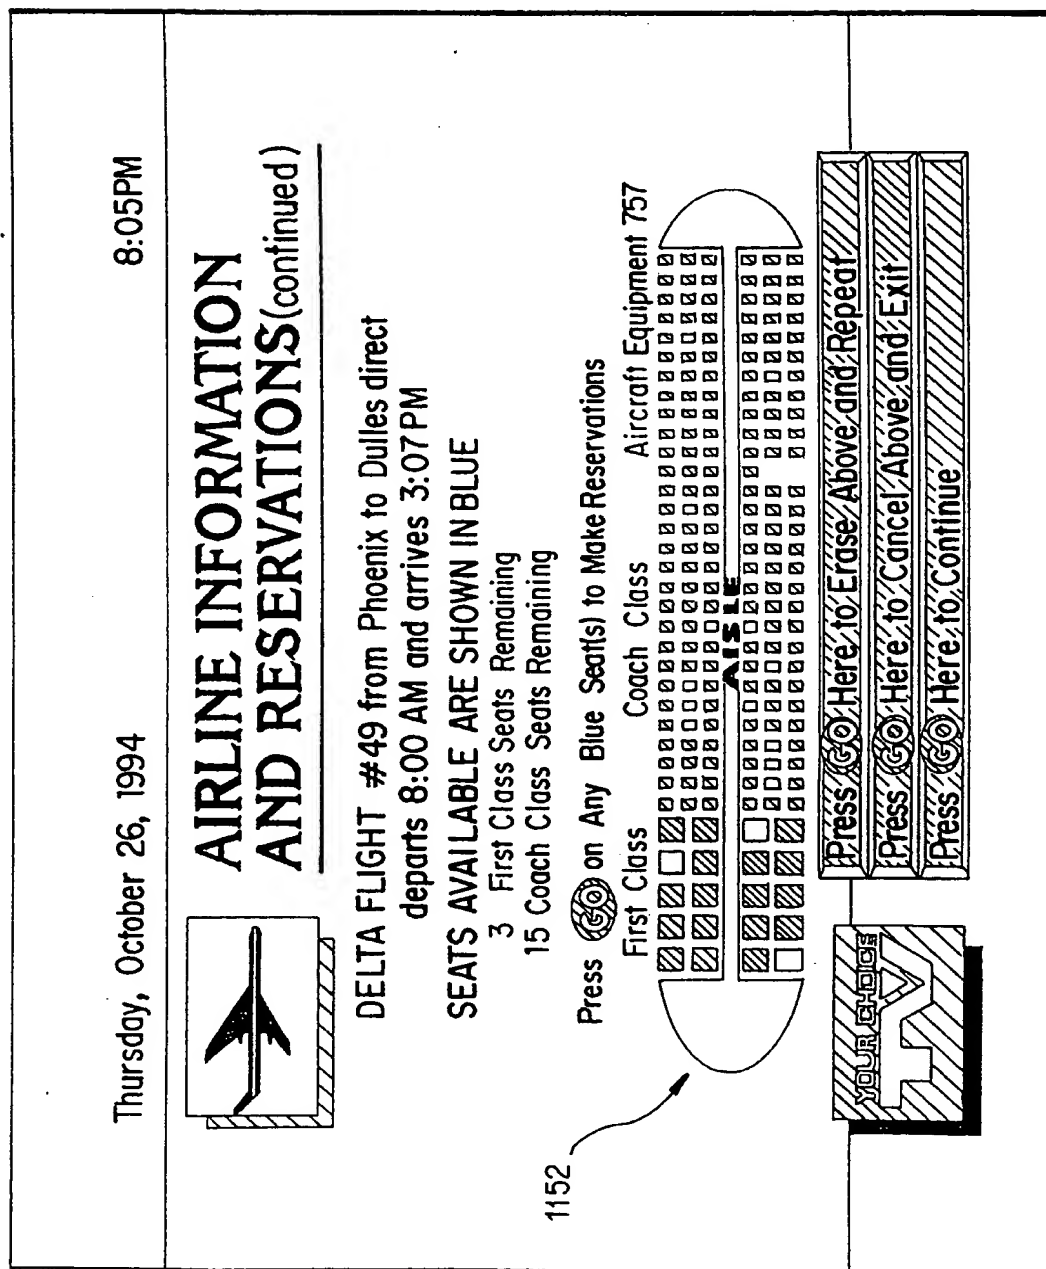 Thursday, October 26, 1994 8:05PM
AIRLINE INFORMATION
AND RESERVATIONS (continued)
DELTA FLIGHT #49 from Phoenix to Dulles direct
departs 8:00 AM and arrives 3:07PM
SEATS AVAILABLE ARE SHOWN IN BLUE
3 First Class Seats Remaining
15 Coach Class Seats Remaining
Press GO on Any Blue Seat(s) to Make Reservations
First Class Coach Class Aircraft Equipment 757
AISLE
1152
Press GO Here to Erase Above and Repeat
Press GO Here to Cancel Above and Exit
Press GO Here to Continue
YOUR CHOICE
TV